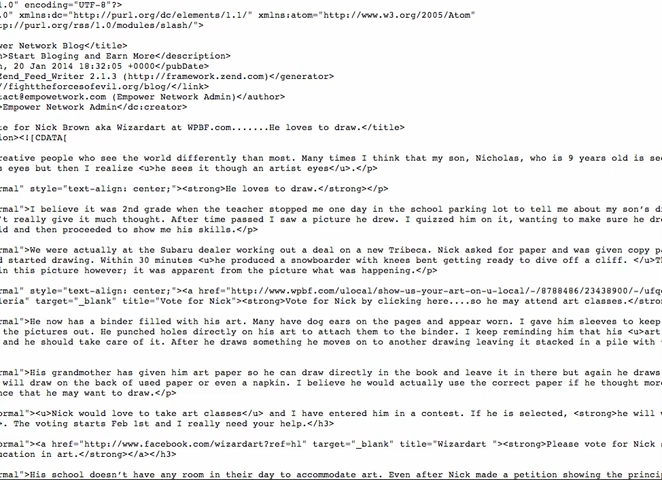 1.0" encoding="UTF-8"?>
.0" xmlns:dc="http://purl.org/dc/elements/1.1/" xmlns:atom="http://www.w3.org/2005/Atom"
tp://purl.org/rss/1.0/modules/slash/">
wer Network Blog</title>
n>Start Bloging and Earn More</description>
n, 20 Jan 2014 18:32:05 +0000</pubDate>
Zend_Feed_Writer 2.1.3 (http://framework.zend.com)</generator>
//fighttheforcesofevil.org/blog/</link>
tact@empowetwork.com (Empower Network Admin)</author>
>Empower Network Admin</dc:creator>
te for Nick Brown aka Wizardart at WPBF.com.......He loves to draw.</title>
ion><![CDATA[
reative people who see the world differently than most. Many times I think that my son, Nicholas, who is 9 years old is see
s eyes but then I realize <u>he sees it though an artist eyes</u>.</p>
rmal" style="text-align: center;"><strong>He loves to draw.</strong></p>
rmal">I believe it was 2nd grade when the teacher stopped me one day in the school parking lot to tell me about my son's di
't really give it much thought. After time passed I saw a picture he drew. I quizzed him on it, wanting to make sure he dre
id and then proceeded to show me his skills.</p>
rmal">We were actually at the Subaru dealer working out a deal on a new Tribeca. Nick asked for paper and was given copy pa
d started drawing. Within 30 minutes <u>he produced a snowboarder with knees bent getting ready to dive off a cliff. </u>Th
in this picture however; it was apparent from the picture what was happening.</p>
rmal" style="text-align: center;"><a href="http://www.wpbf.com/ulocal/show-us-your-art-on-u-local/-/8788486/23438900/-/ufqe
leria" target="_blank" title="Vote for Nick"><strong>Vote for Nick by clicking here....so he may attend art classes.</stron
rmal">He now has a binder filled with his art. Many have dog ears on the pages and appear worn. I gave him sleeves to keep
the pictures out. He punched holes directly on his art to attach them to the binder. I keep reminding him that his <u>art
and he should take care of it. After he draws something he moves on to another drawing leaving it stacked in a pile with
rmal">His grandmother has given him art paper so he can draw directly in the book and leave it in there but again he draws
will draw on the back of used paper or even a napkin. I believe he would actually use the correct paper if he thought more
nce that he may want to draw.</p>
ormal"><u>Nick would love to take art classes</u> and I have entered him in a contest. If he is selected, <strong>he will
>. The voting starts Feb 1st and I really need your help.</h3>
ormal"><a href="http://www.facebook.com/wizardart?ref=hl" target="_blank" title="Wizardart "><strong>Please vote for Nick
ucation in art.</strong></a></h3>
ormal">His school doesn't have any room in their day to accommodate art. Even after Nick made a petition showing the princip